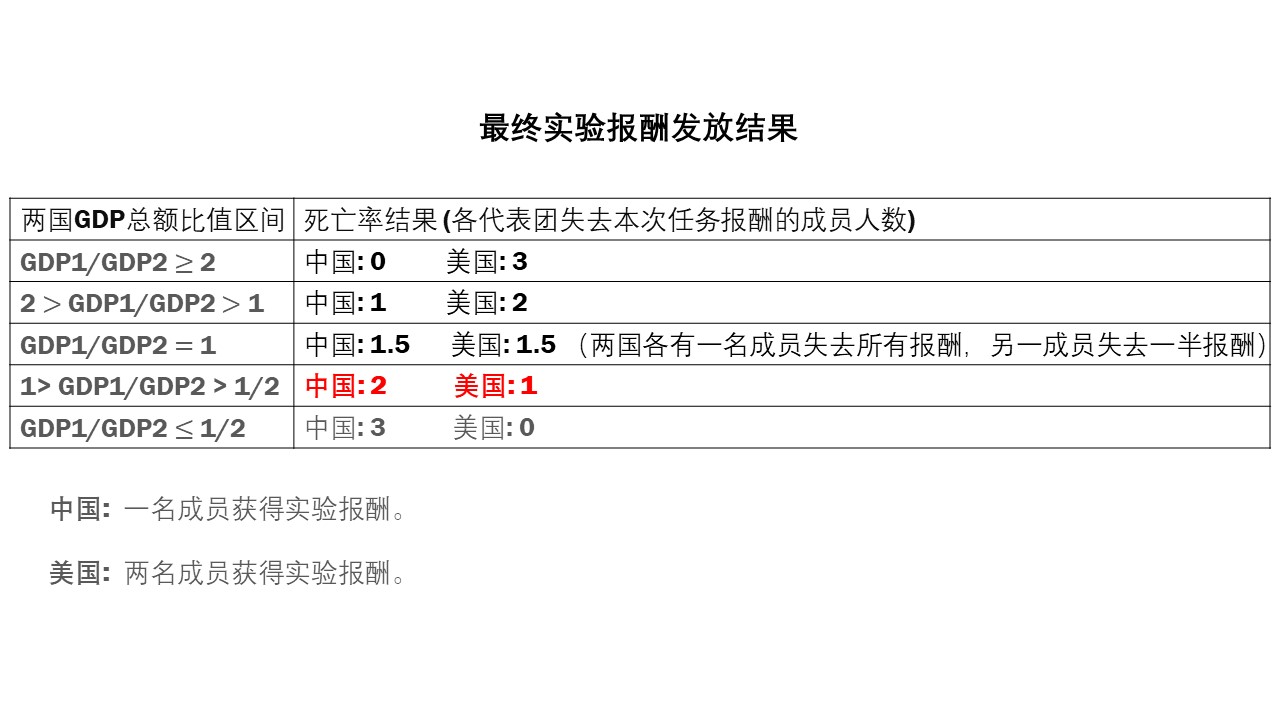 最终实验报酬发放结果
两国GDP总额比值区间 死亡率结果 (各代表团失去本次任务报酬的成员人数)
GDP1/GDP2 ≥ 2 中国: 0 美国: 3
2 > GDP1/GDP2 > 1 中国: 1 美国: 2
GDP1/GDP2 = 1 中国: 1.5 美国: 1.5 （两国各有一名成员失去所有报酬，另一成员失去一半报酬）
1> GDP1/GDP2 > 1/2 中国: 2 美国: 1
GDP1/GDP2 ≤ 1/2 中国: 3 美国: 0
中国: 一名成员获得实验报酬。
美国: 两名成员获得实验报酬。